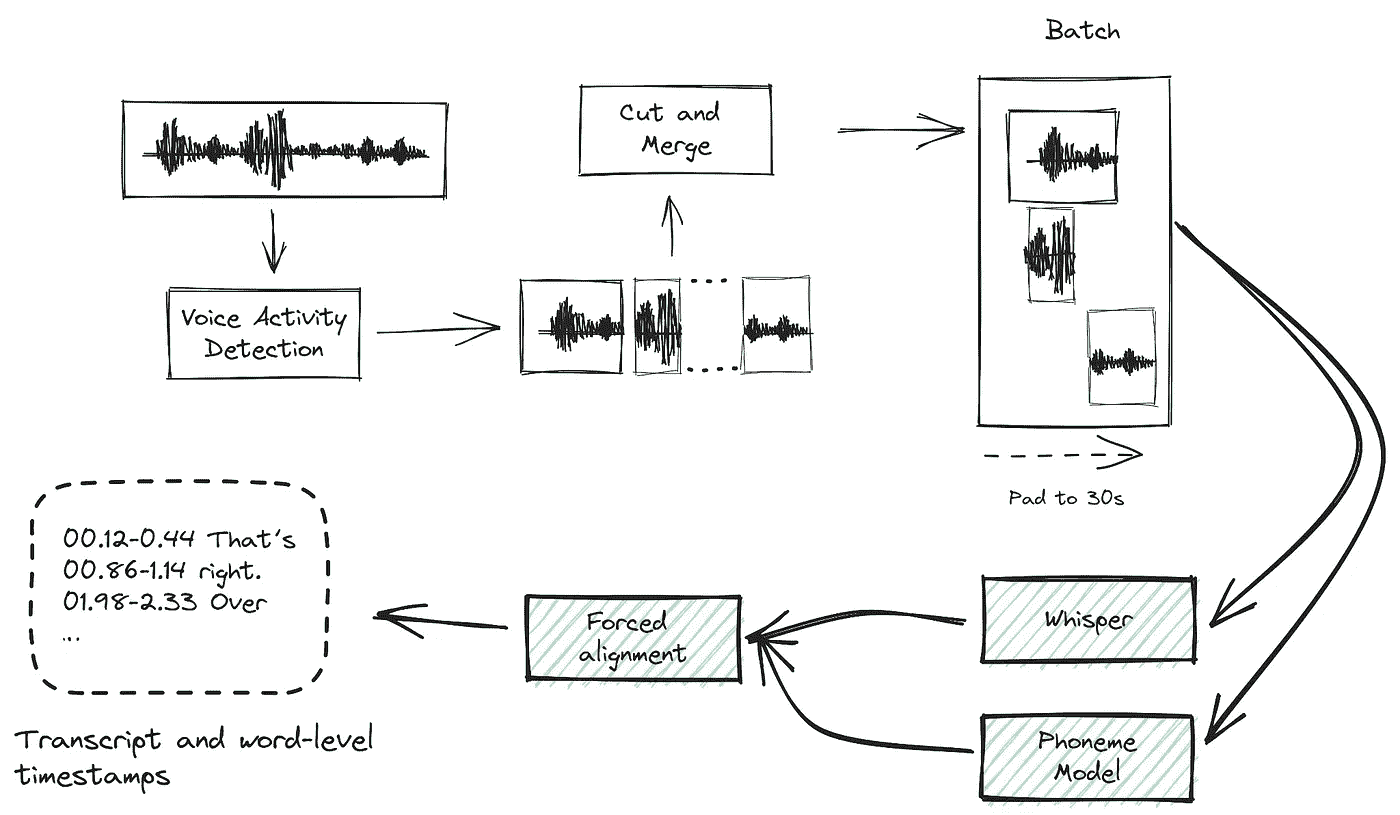 Batch
Cut and
Merge
Voice Activity
Detection
Pad to 30s
00.12-0.44 That's
00.86-1.14 right.
01.98-2.33 Over
...
Transcript and word-level
timestamps
Forced
alignment
Whisper
Phoneme
Model